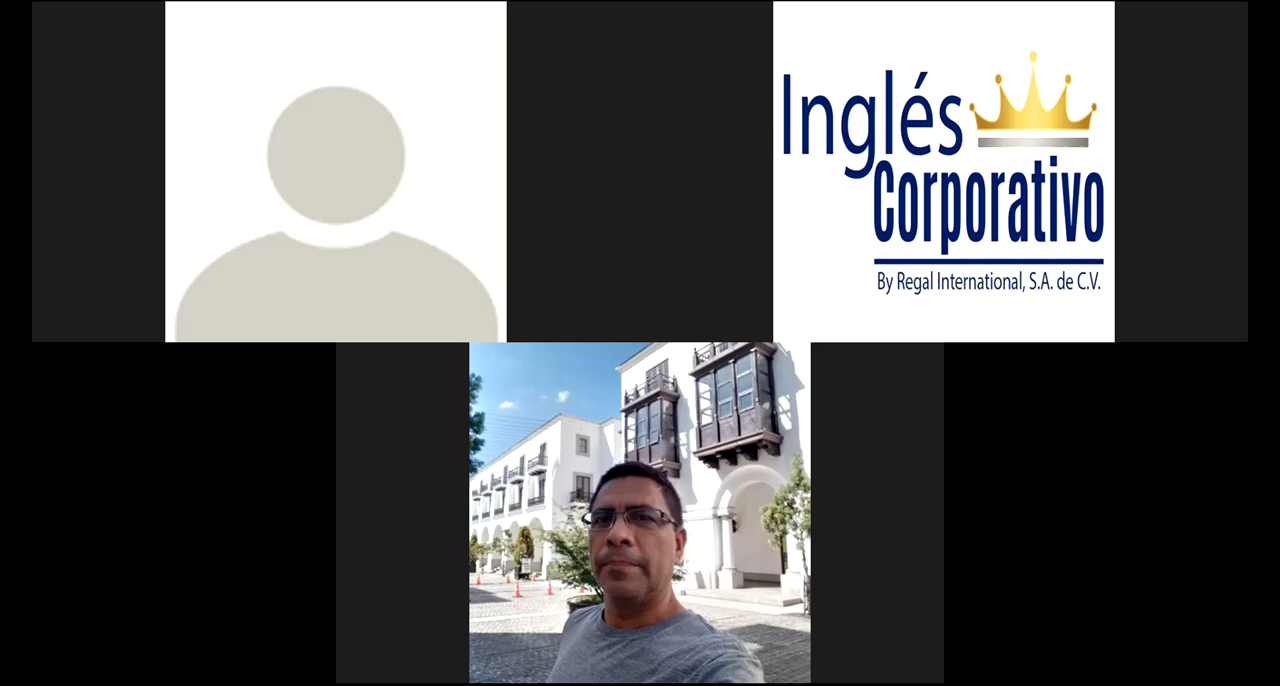 Inglés
Corporativo
By Regal International, S.A. de C.V.